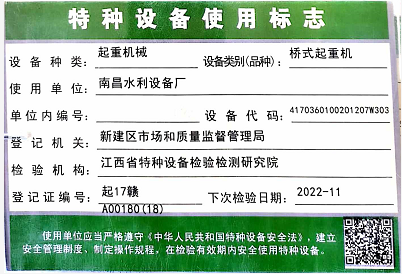 特种设备使用标志
设备种类: 起重机械 设备类别(品种): 桥式起重机
使用单位: 南昌水利设备厂
单位内编号: 设备代码: 4170360100201207W303
登记机关: 新建区市场和质量监督管理局
检验机构: 江西省特种设备检验检测研究院
登记证编号: 起17赣 下次检验日期: 2022-11
A00180(18)
使用单位应当严格遵守《中华人民共和国特种设备安全法》，建立
安全管理制度，制定操作规程，在检验有效期内安全使用特种设备。